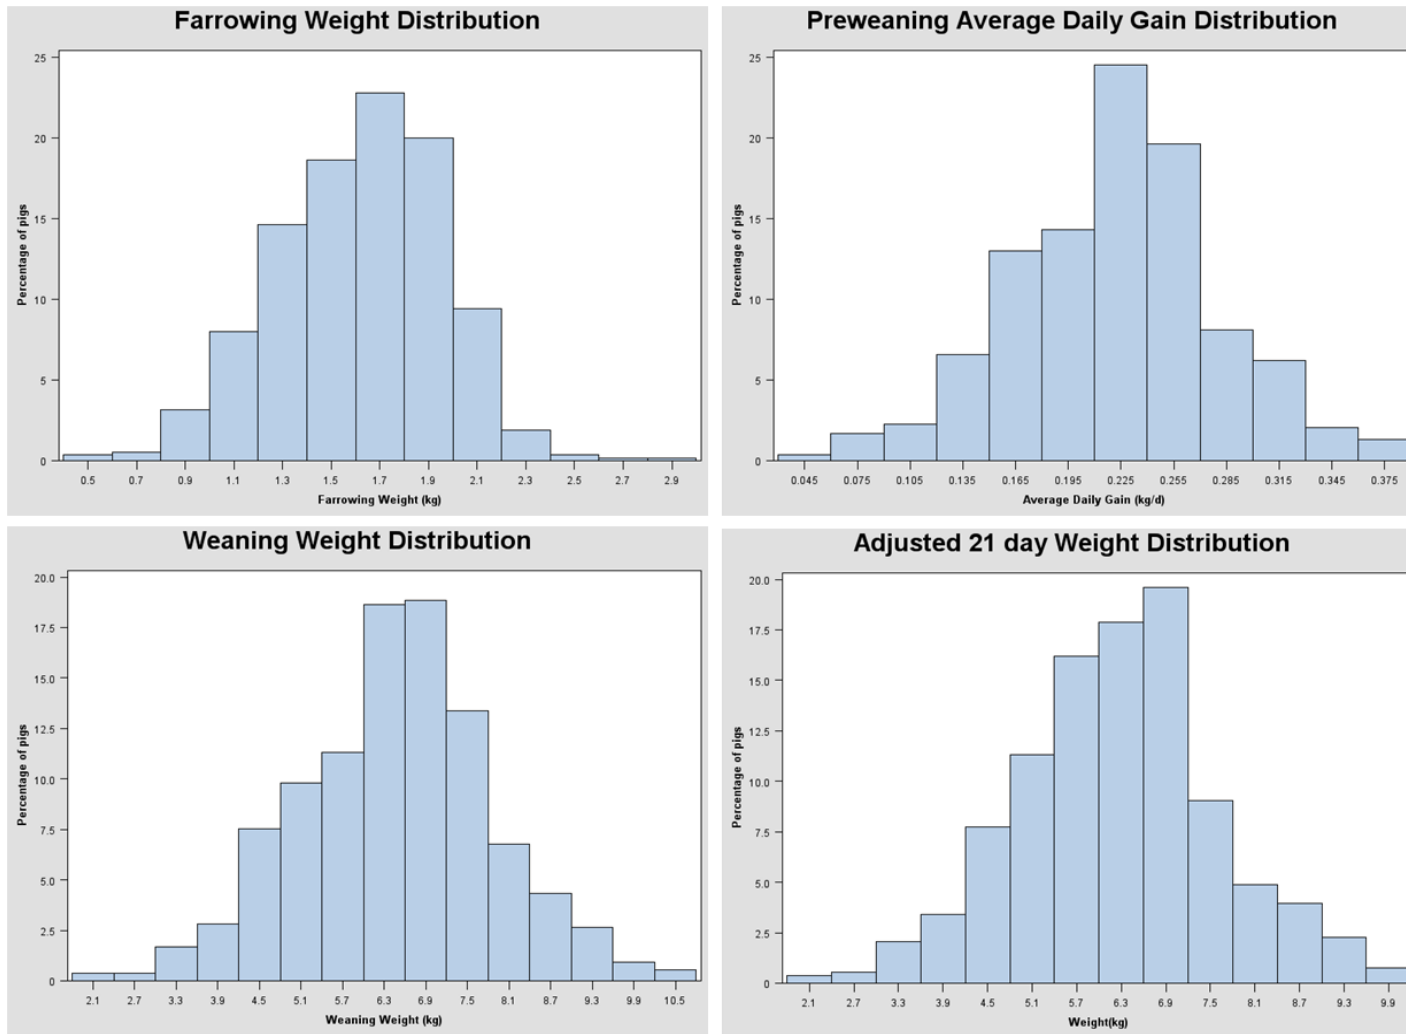 Farrowing Weight Distribution
25
20
15
10
5
0
Percentage of pigs
0.5 0.7 0.9 1.1 1.3 1.5 1.7 1.9 2.1 2.3 2.5 2.7 2.9
Farrowing Weight (kg)
Preweaning Average Daily Gain Distribution
25
20
15
10
5
0
Percentage of pigs
0.045 0.075 0.105 0.135 0.165 0.195 0.225 0.255 0.285 0.315 0.345 0.375
Average Daily Gain (kg/d)
Weaning Weight Distribution
20.0
17.5
15.0
12.5
10.0
7.5
5.0
2.5
0
Percentage of pigs
2.1 2.7 3.3 3.9 4.5 5.1 5.7 6.3 6.9 7.5 8.1 8.7 9.3 9.9 10.5
Weaning Weight (kg)
Adjusted 21 day Weight Distribution
20.0
17.5
15.0
12.5
10.0
7.5
5.0
2.5
0
Percentage of pigs
2.1 2.7 3.3 3.9 4.5 5.1 5.7 6.3 6.9 7.5 8.1 8.7 9.3 9.9
Weight(kg)